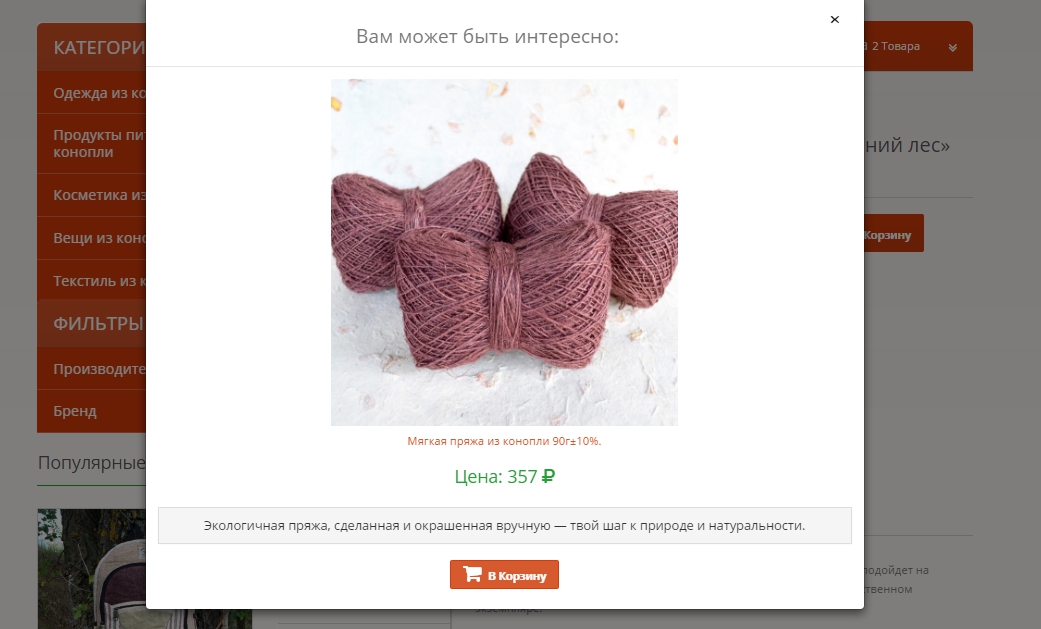 Вам может быть интересно:
×
КАТЕГОРИ
2 Товара
Одежда из ко
Продукты пи
конопли
ний лес»
Косметика из
Вещи из коно
Корзину
Текстиль из к
ФИЛЬТРЫ
Производите
Бренд
Мягкая пряжа из конопли 90г±10%.
Популярные
Цена: 357 ₽
Экологичная пряжа, сделанная и окрашенная вручную — твой шаг к природе и натуральности.
В Корзину
подойдет на
твенном